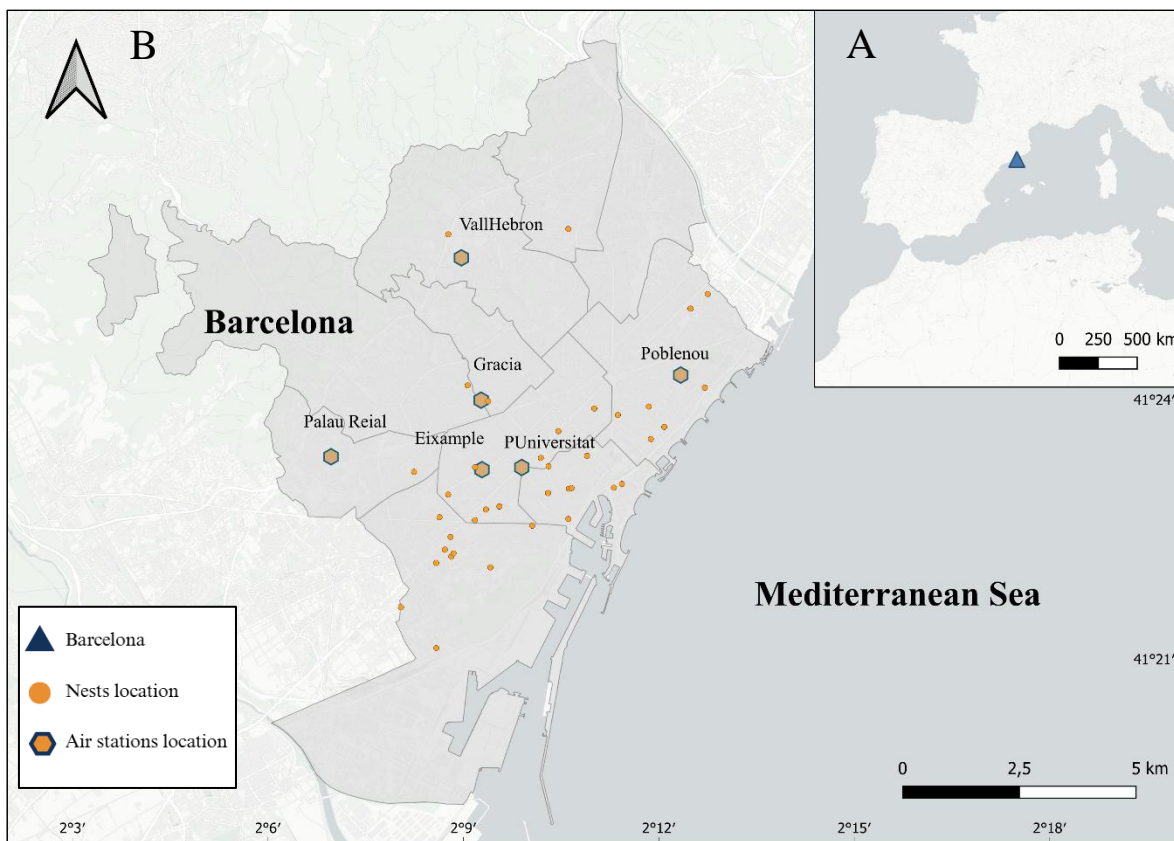 B
A
VallHebron
Barcelona
Gracia
Poblenou
Palau Reial
Eixample
PUniversitat
0 250 500 km
41°24′
Mediterranean Sea
Barcelona
Nests location
Air stations location
41°21′
0 2,5 5 km
2°3′ 2°6′ 2°9′ 2°12′ 2°15′ 2°18′